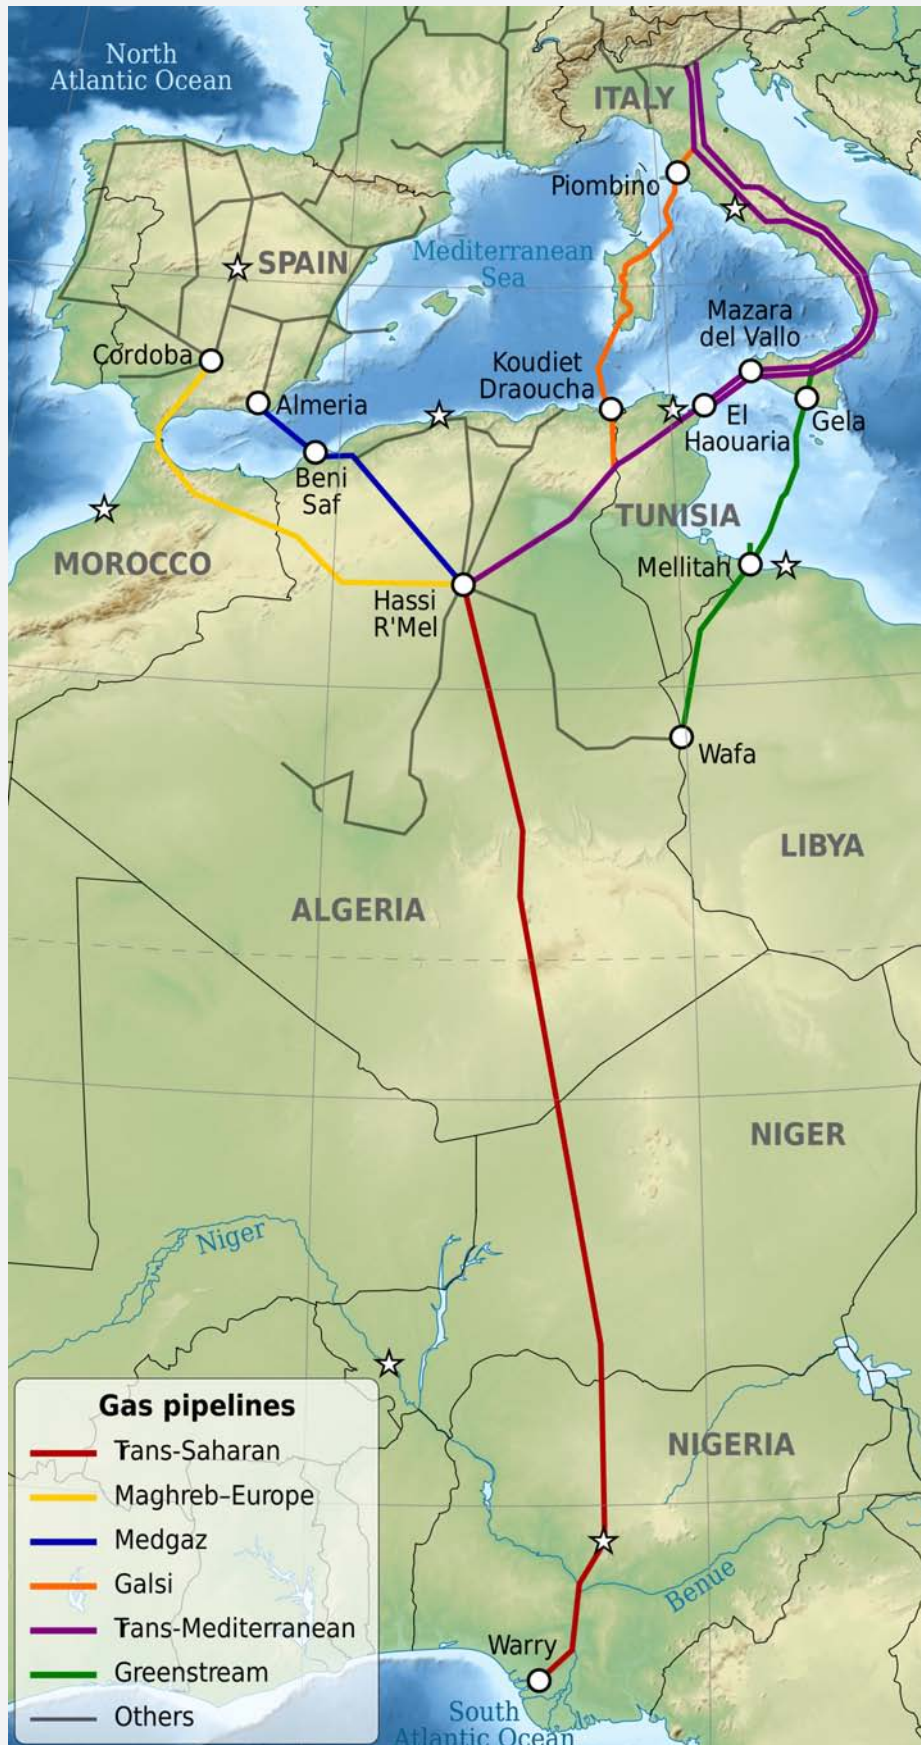 North
Atlantic Ocean
ITALY
Piombino
Mediterranean
Sea
SPAIN
Mazara
del Vallo
Cordoba
Koudiet
Draoucha
Almeria
El
Haouaria
Gela
Beni
Saf
TUNISIA
MOROCCO
Mellitah
Hassi
R'Mel
Wafa
LIBYA
ALGERIA
NIGER
Niger
NIGERIA
Benue
Warry
South
Atlantic Ocean
Gas pipelines
Trans-Saharan
Maghreb–Europe
Medgaz
Galsi
Trans-Mediterranean
Greenstream
Others